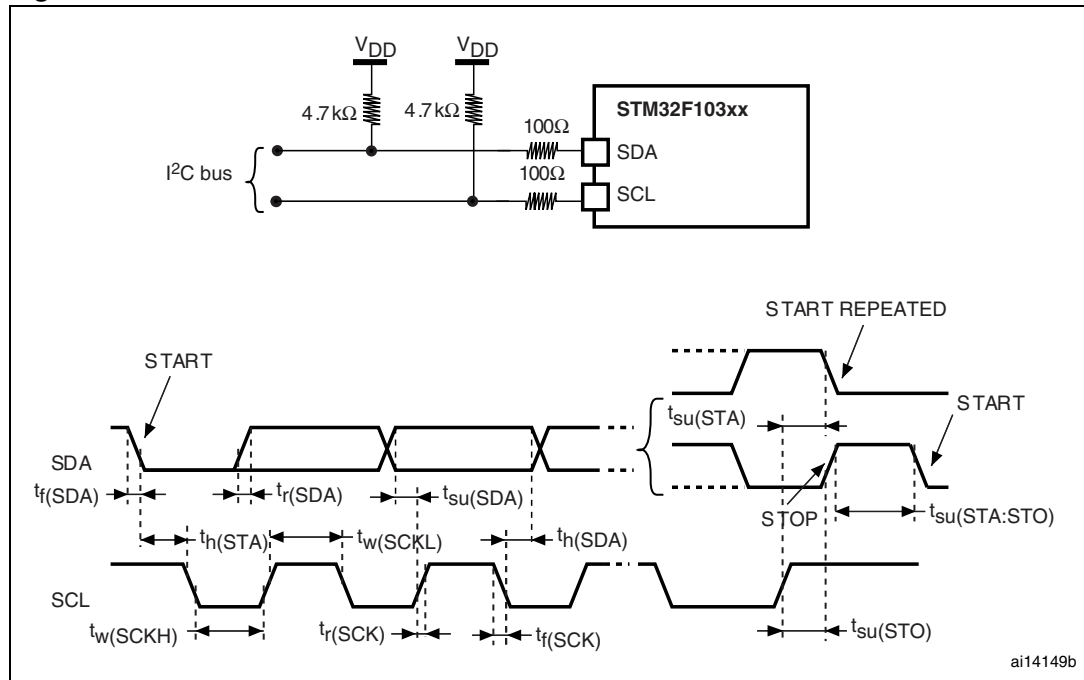 VDD VDD
4.7kΩ 4.7kΩ
STM32F103xx
100Ω
SDA
I²C bus
100Ω
SCL
START REPEATED
START
START
tsu(STA)
SDA
tf(SDA)
tr(SDA)
tsu(SDA)
STOP
tsu(STA:STO)
th(STA)
tw(SCKL)
th(SDA)
SCL
tw(SCKH)
tr(SCK)
tf(SCK)
tsu(STO)
ai14149b